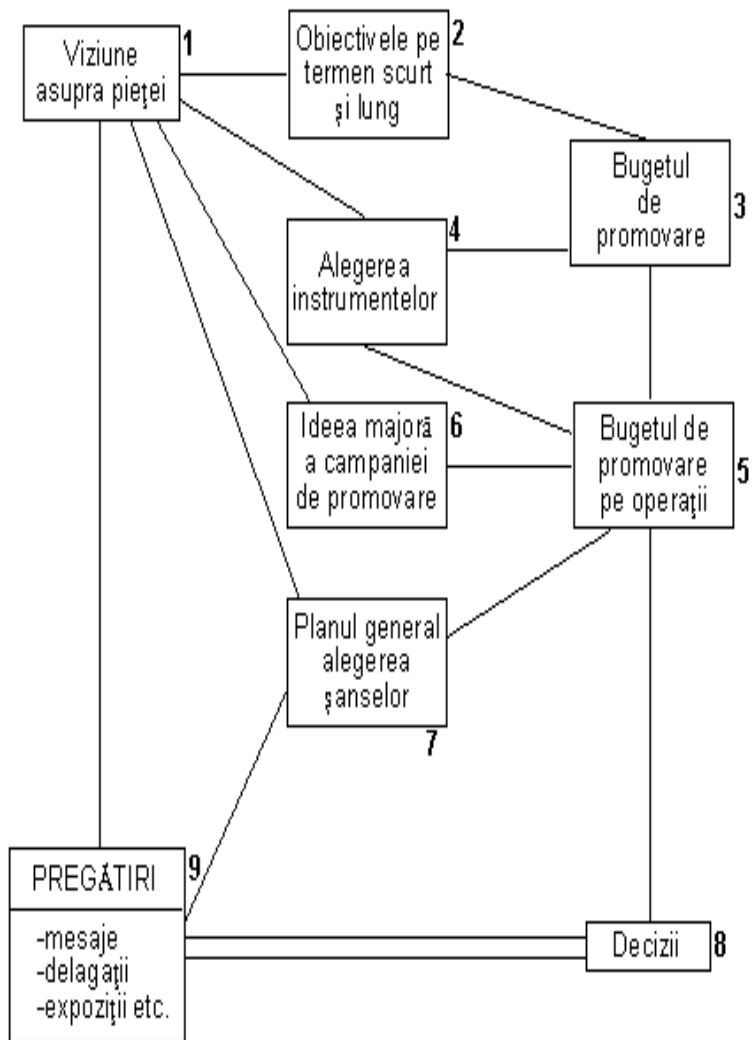 Viziune
asupra pieţei
1
Obiectivele pe
termen scurt
şi lung
2
Bugetul
de
promovare
3
Alegerea
instrumentelor
4
Bugetul de
promovare
pe operaţii
5
Ideea majoră
a campaniei
de promovare
6
Planul general
alegerea
şanselor
7
Decizii
8
PREGĂTIRI
9
-mesaje
-delagaţii
-expoziţii etc.